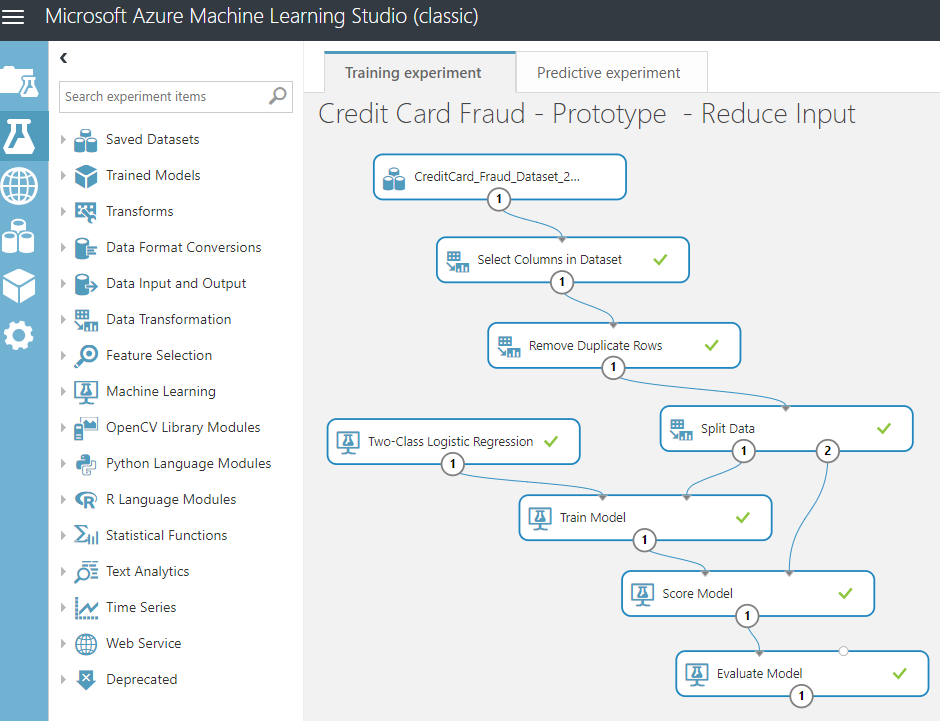 Microsoft Azure Machine Learning Studio (classic)
Search experiment items
Saved Datasets
Trained Models
Transforms
Data Format Conversions
Data Input and Output
Data Transformation
Feature Selection
Machine Learning
OpenCV Library Modules
Python Language Modules
R Language Modules
Statistical Functions
Text Analytics
Time Series
Web Service
Deprecated
Training experiment
Predictive experiment
Credit Card Fraud - Prototype - Reduce Input
CreditCard_Fraud_Dataset_2...
1
Select Columns in Dataset
1
Remove Duplicate Rows
1
Split Data
1
2
Two-Class Logistic Regression
1
Train Model
1
Score Model
1
Evaluate Model
1